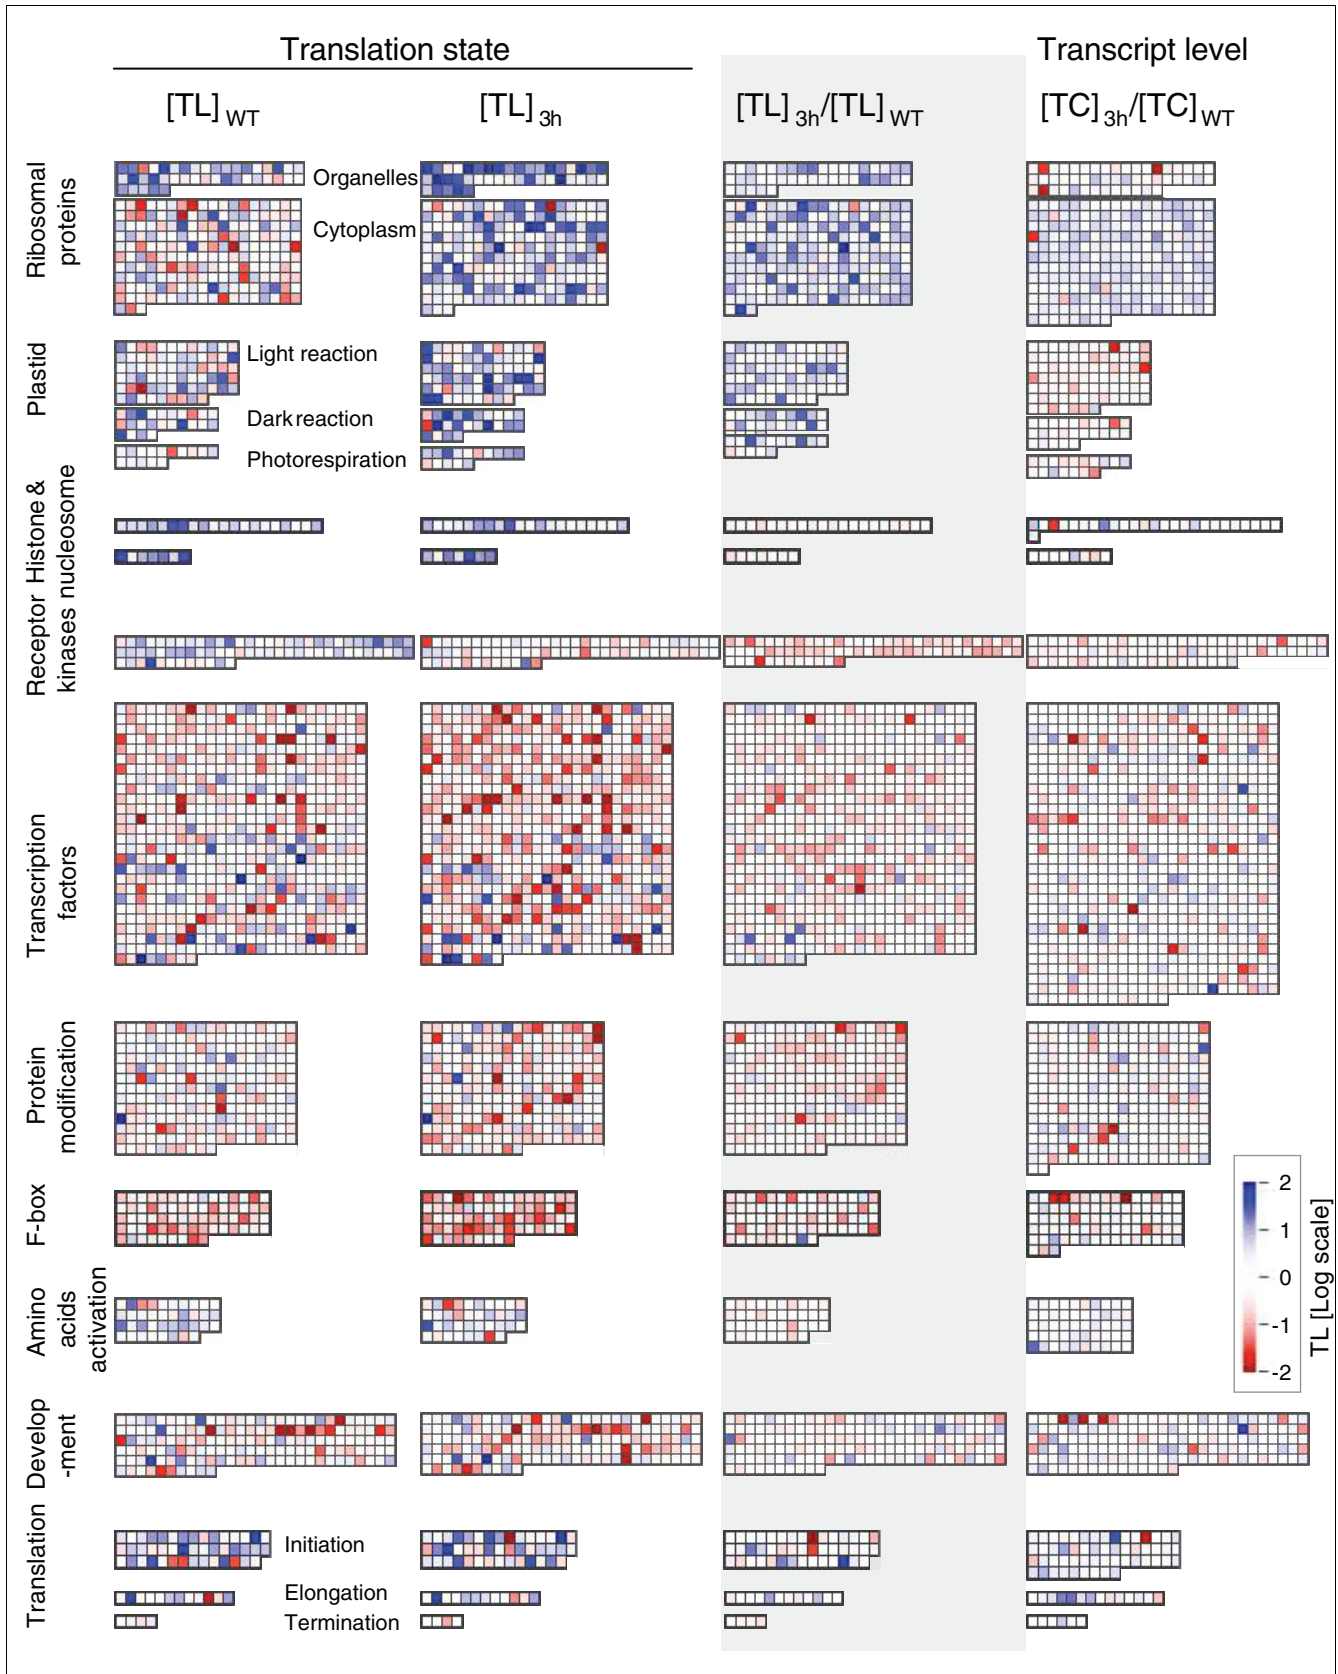 Translation state
Transcript level
[TL] WT
[TL] 3h
[TL] 3h/[TL] WT
[TC] 3h/[TC] WT
Ribosomal
proteins
Organelles
Cytoplasm
Plastid
Light reaction
Dark reaction
Photorespiration
Histone &
nucleosome
Receptor
kinases
Transcription
factors
Protein
modification
F-box
Amino
acids
activation
Develop
-ment
Translation
Initiation
Elongation
Termination
2
1
0
-1
-2
TL [Log scale]